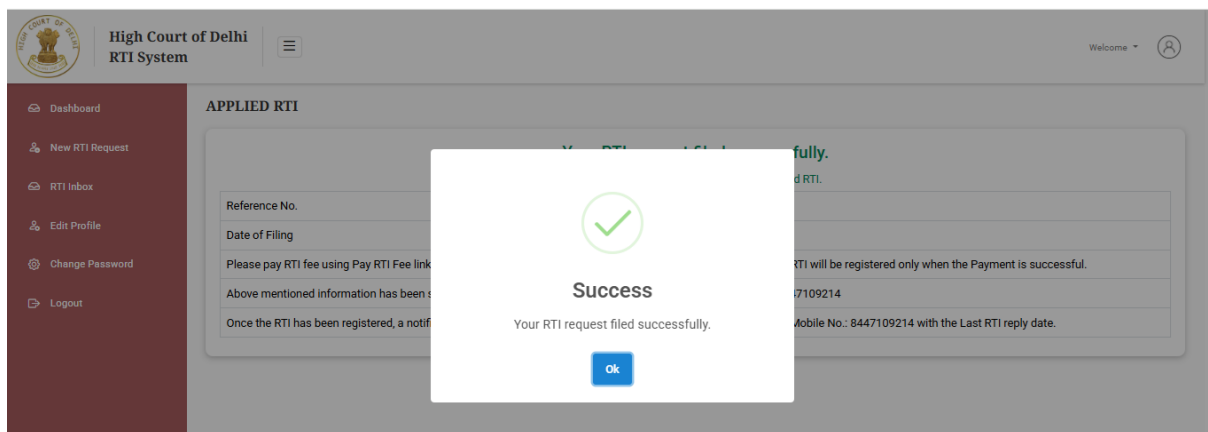 High Court of Delhi
RTI System
Welcome
Dashboard
New RTI Request
RTI Inbox
Edit Profile
Change Password
Logout
APPLIED RTI
fully.
d RTI.
Reference No.
Date of Filing
Please pay RTI fee using Pay RTI Fee link
RTI will be registered only when the Payment is successful.
Above mentioned information has been s
47109214
Once the RTI has been registered, a notif
Mobile No.: 8447109214 with the Last RTI reply date.
Success
Your RTI request filed successfully.
Ok